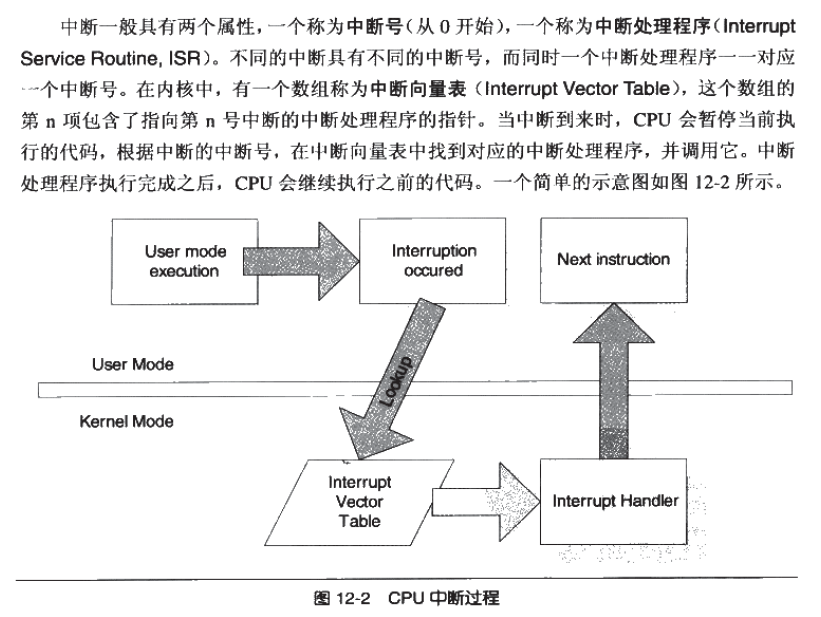 中断一般具有两个属性，一个称为中断号（从 0 开始），一个称为中断处理程序（Interrupt
Service Routine, ISR）。不同的中断具有不同的中断号，而同时一个中断处理程序一一对应
一个中断号。在内核中，有一个数组称为中断向量表（Interrupt Vector Table），这个数组的
第 n 项包含了指向第 n 号中断的中断处理程序的指针。当中断到来时，CPU 会暂停当前执
行的代码，根据中断的中断号，在中断向量表中找到对应的中断处理程序，并调用它。中断
处理程序执行完成之后，CPU 会继续执行之前的代码。一个简单的示意图如图 12-2 所示。
User mode
execution
Interruption
occured
Next instruction
Lookup
User Mode
Kernel Mode
Interrupt
Vector
Table
Interrupt Handler
图 12-2 CPU 中断过程